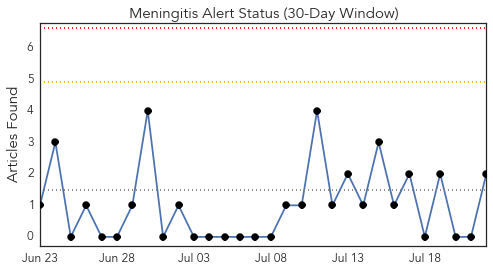 Meningitis Alert Status (30-Day Window)
Articles Found
6
5
4
3
2
1
0
Jun 23 Jun 28 Jul 03 Jul 08 Jul 13 Jul 18